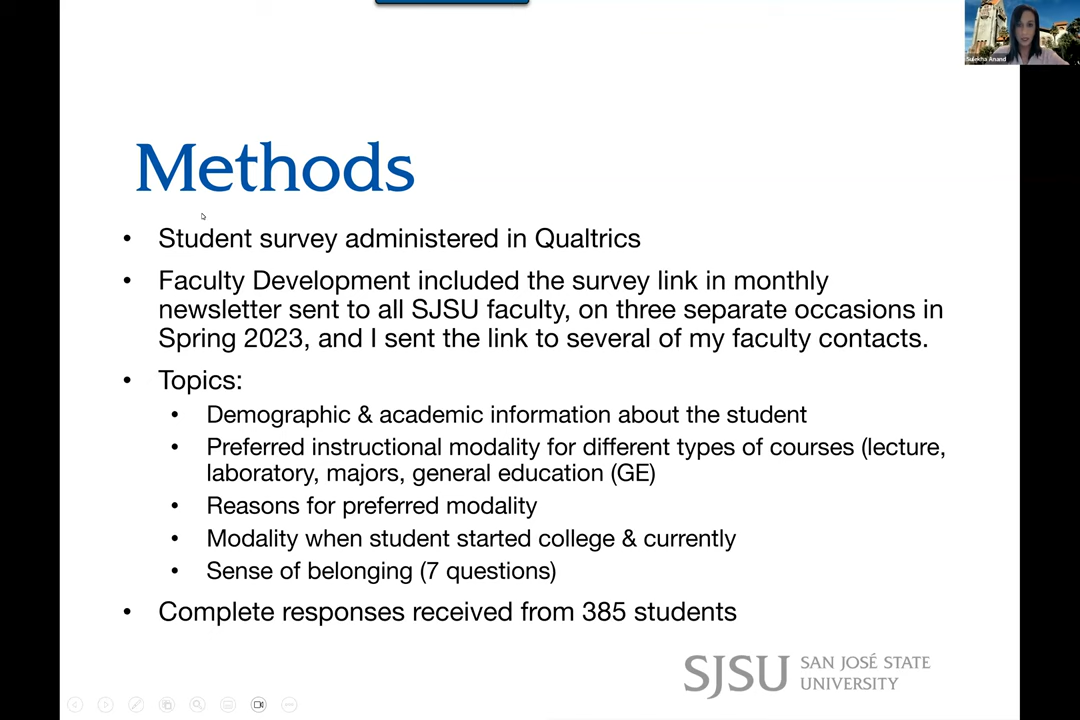 Sulekha Anand
Methods
• Student survey administered in Qualtrics
• Faculty Development included the survey link in monthly
newsletter sent to all SJSU faculty, on three separate occasions in
Spring 2023, and I sent the link to several of my faculty contacts.
• Topics:
• Demographic & academic information about the student
• Preferred instructional modality for different types of courses (lecture,
laboratory, majors, general education (GE)
• Reasons for preferred modality
• Modality when student started college & currently
• Sense of belonging (7 questions)
• Complete responses received from 385 students
SJSU SAN JOSÉ STATE
UNIVERSITY